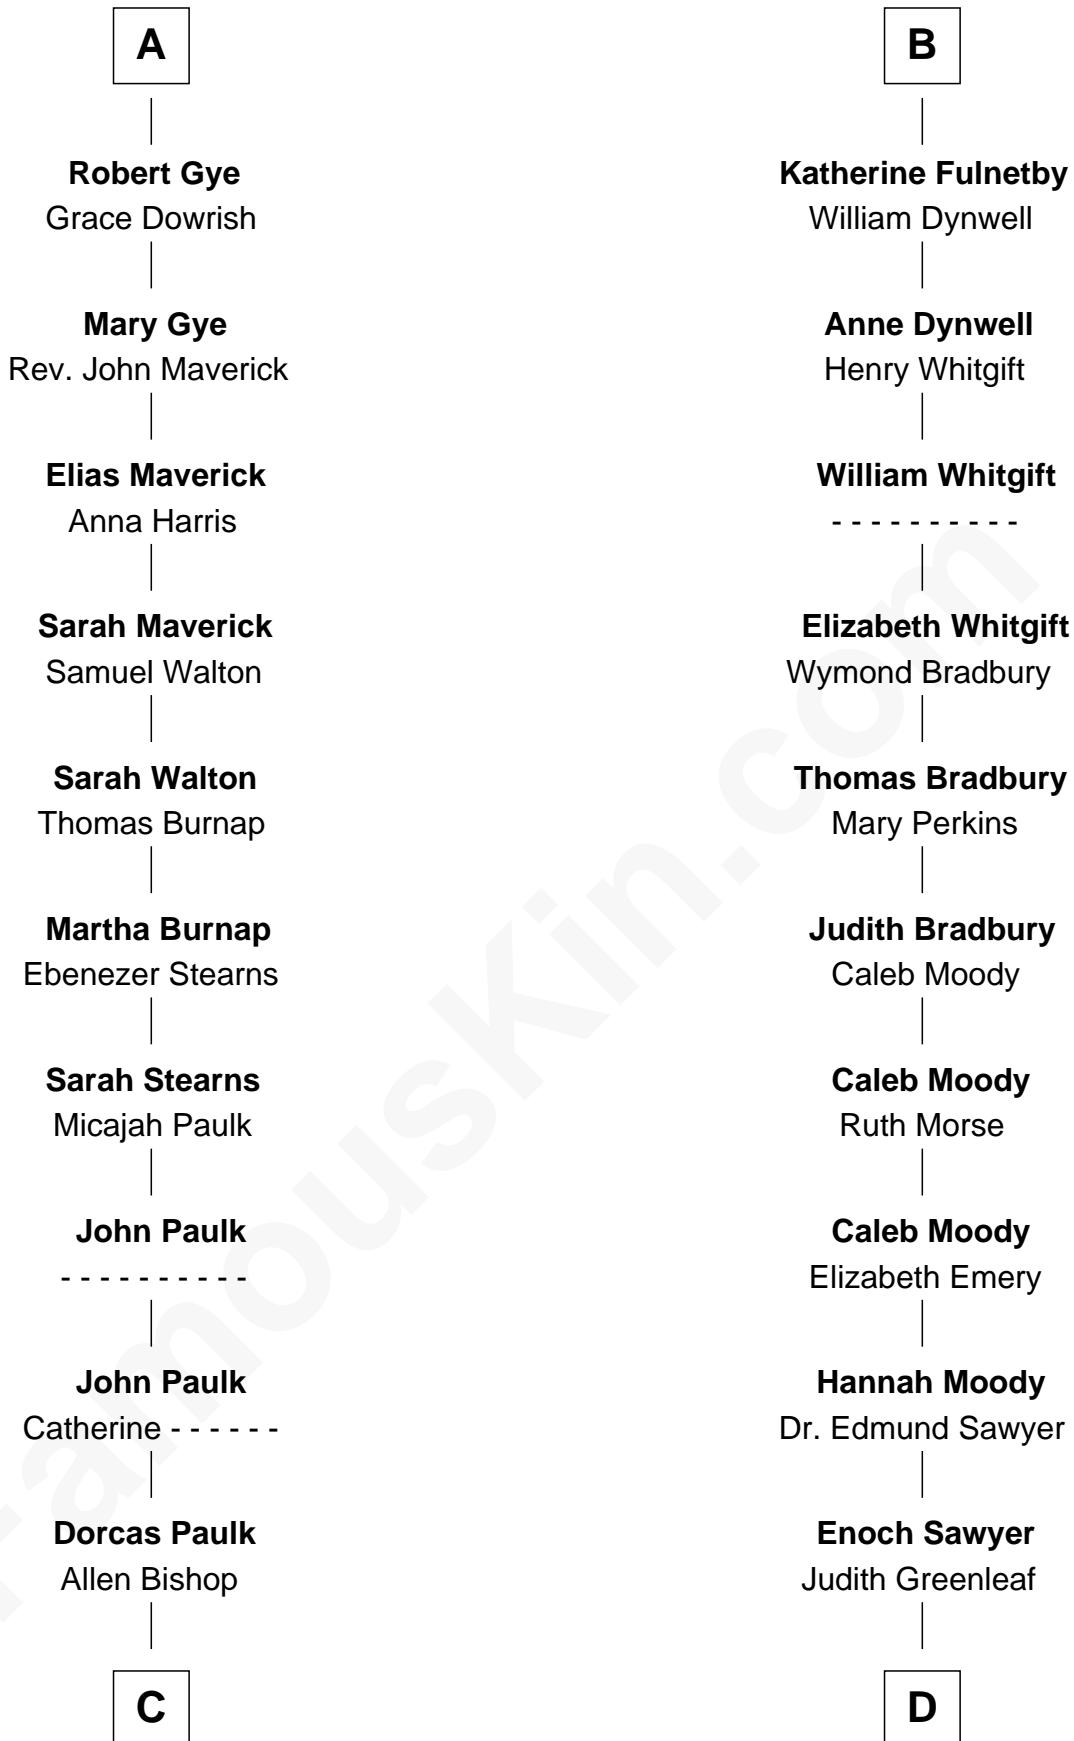 A
Robert Gye
Grace Dowrish
Mary Gye
Rev. John Maverick
Elias Maverick
Anna Harris
Sarah Maverick
Samuel Walton
Sarah Walton
Thomas Burnap
Martha Burnap
Ebenezer Stearns
Sarah Stearns
Micajah Paulk
John Paulk
- - - - - - - - - -
John Paulk
Catherine - - - - - -
Dorcas Paulk
Allen Bishop
C
B
Katherine Fulnetby
William Dynwell
Anne Dynwell
Henry Whitgift
William Whitgift
- - - - - - - - - -
Elizabeth Whitgift
Wymond Bradbury
Thomas Bradbury
Mary Perkins
Judith Bradbury
Caleb Moody
Caleb Moody
Ruth Morse
Caleb Moody
Elizabeth Emery
Hannah Moody
Dr. Edmund Sawyer
Enoch Sawyer
Judith Greenleaf
D
FamousKin.com